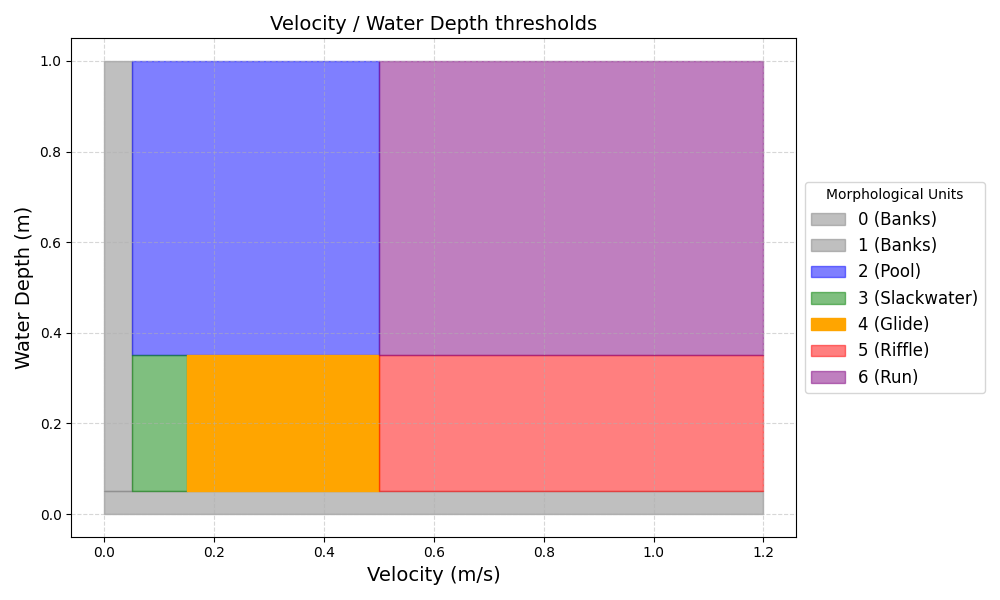 Velocity / Water Depth thresholds
1.0
0.8
0.6
0.4
0.2
0.0
Water Depth (m)
0.0 0.2 0.4 0.6 0.8 1.0 1.2
Velocity (m/s)
Morphological Units
0 (Banks)
1 (Banks)
2 (Pool)
3 (Slackwater)
4 (Glide)
5 (Riffle)
6 (Run)